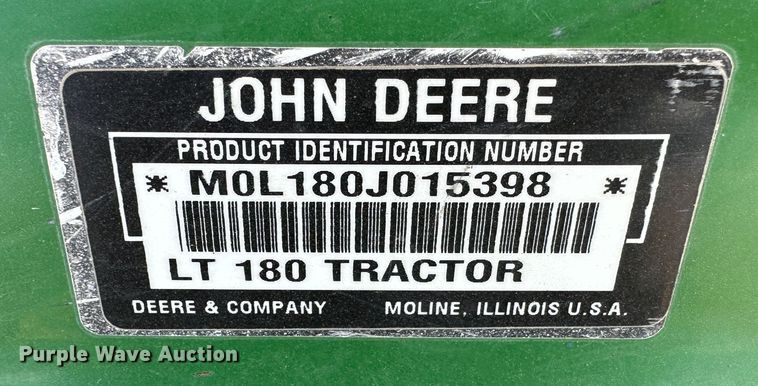 JOHN DEERE
PRODUCT IDENTIFICATION NUMBER
* M0L180J015398 *
LT 180 TRACTOR
DEERE & COMPANY MOLINE, ILLINOIS U.S.A.
Purple Wave Auction